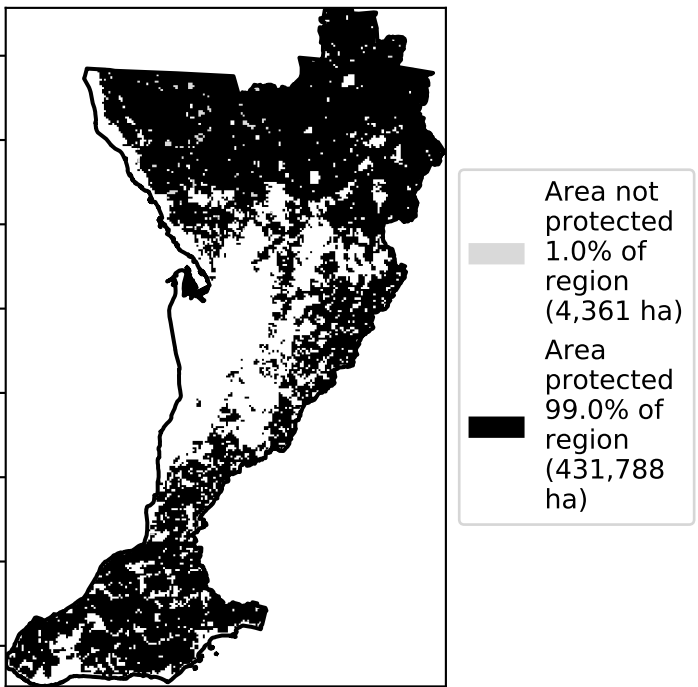 Area not
protected
1.0% of
region
(4,361 ha)
Area
protected
99.0% of
region
(431,788
ha)